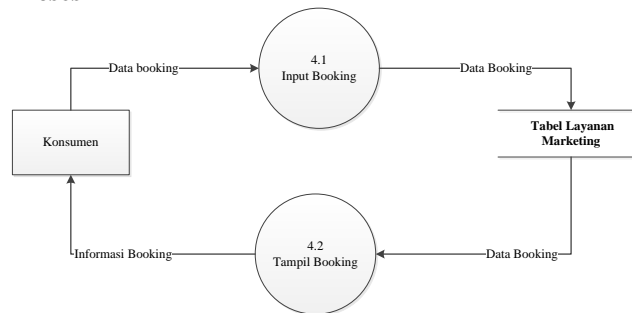 4.1
Input Booking
Data booking
Data Booking
Konsumen
Tabel Layanan
Marketing
4.2
Tampil Booking
Informasi Booking
Data Booking